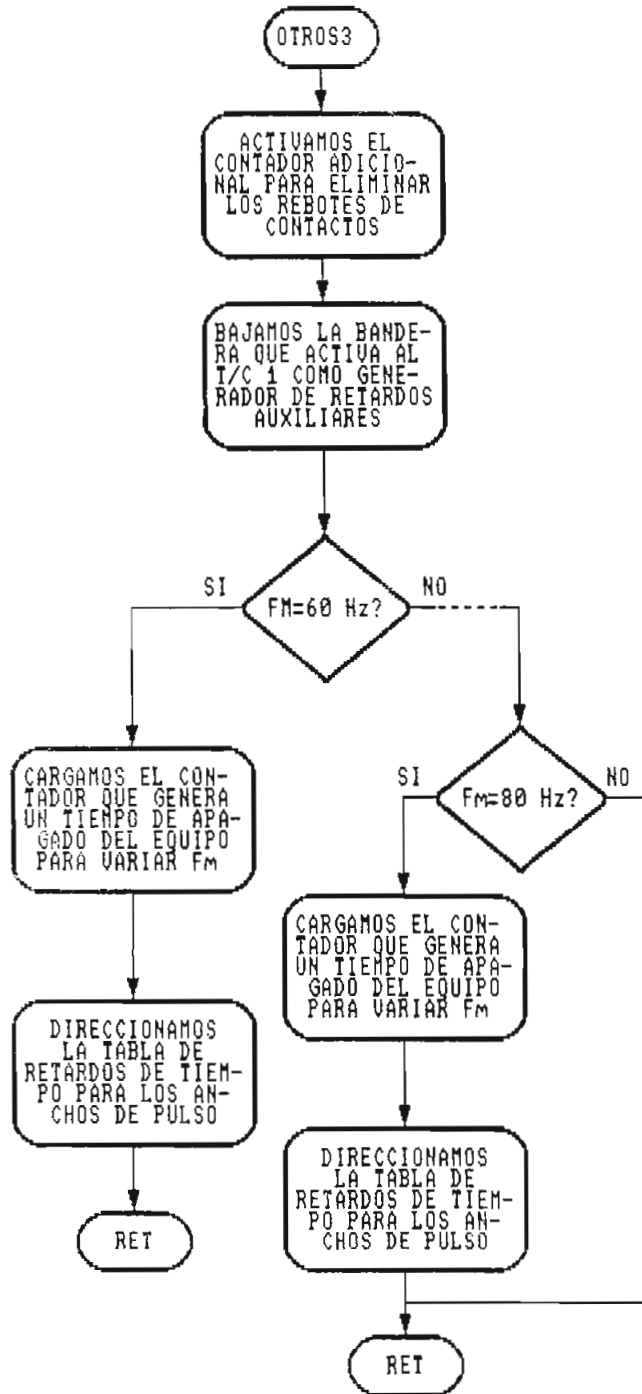 OTROS3
ACTIVAMOS EL
CONTADOR ADICIO-
NAL PARA ELIMINAR
LOS REBOTES DE
CONTACTOS
BAJAMOS LA BANDE-
RA QUE ACTIVA AL
T/C 1 COMO GENE-
RADOR DE RETARDOS
AUXILIARES
SI
FM=60 Hz?
NO
CARGAMOS EL CON-
TADOR QUE GENERA
UN TIEMPO DE APA-
GADO DEL EQUIPO
PARA VARIAR Fm
DIRECCIONAMOS
LA TABLA DE
RETARDOS DE TIEM-
PO PARA LOS AN-
CHOS DE PULSO
RET
SI
Fm=80 Hz?
NO
CARGAMOS EL CON-
TADOR QUE GENERA
UN TIEMPO DE APA-
GADO DEL EQUIPO
PARA VARIAR Fm
DIRECCIONAMOS
LA TABLA DE
RETARDOS DE TIEM-
PO PARA LOS AN-
CHOS DE PULSO
RET